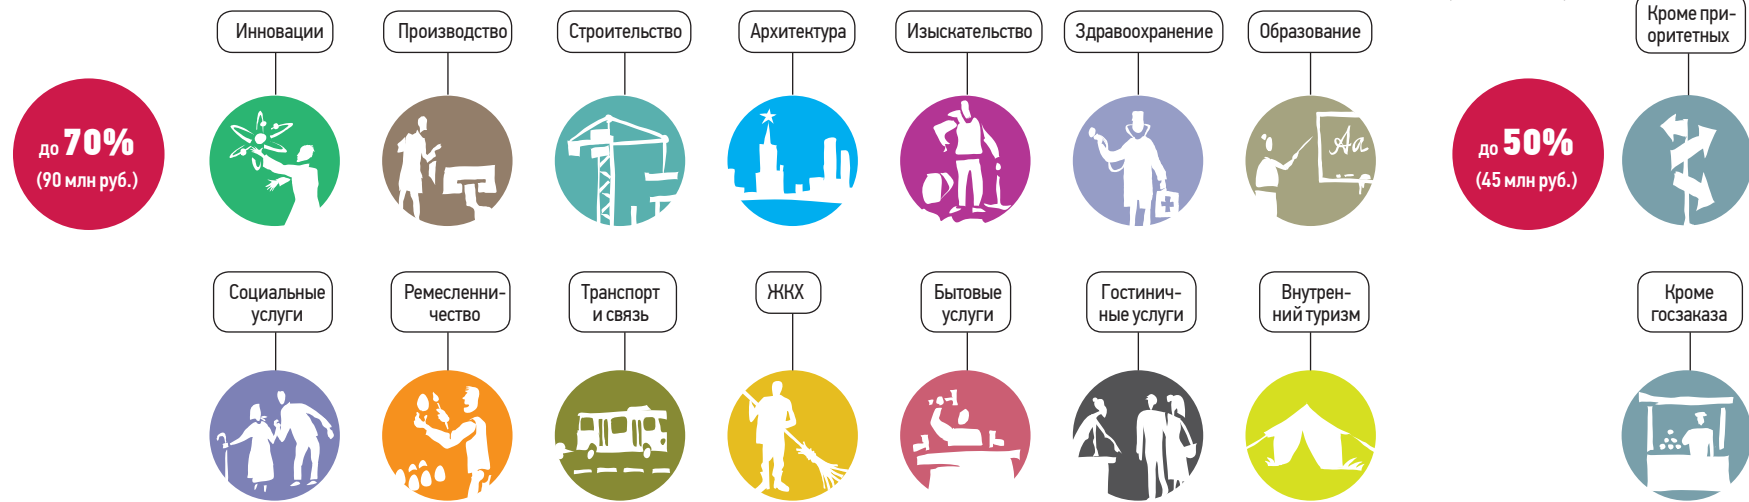 Инновации
Производство
Строительство
Архитектура
Изыскательство
Здравоохранение
Образование
Кроме при-
оритетных
до 70%
(90 млн руб.)
Аа
до 50%
(45 млн руб.)
Социальные
услуги
Ремесленни-
чество
Транспорт
и связь
ЖКХ
Бытовые
услуги
Гостинич-
ные услуги
Внутрен-
ний туризм
Кроме
госзаказа